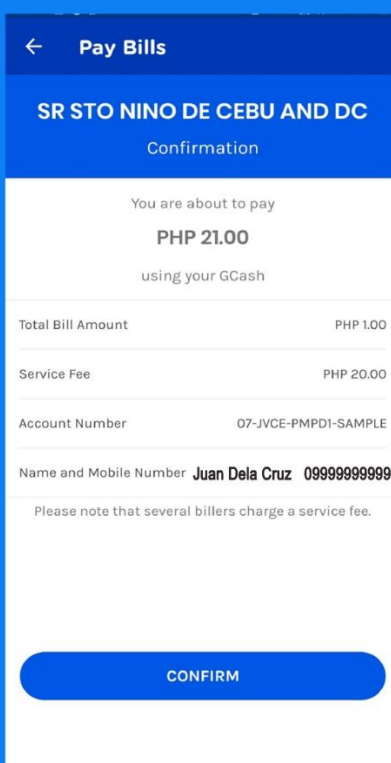 Pay Bills
SR STO NINO DE CEBU AND DC
Confirmation
You are about to pay
PHP 21.00
using your GCash
Total Bill Amount PHP 1.00
Service Fee PHP 20.00
Account Number 07-JVCE-PMPD1-SAMPLE
Name and Mobile Number Juan Dela Cruz 09999999999
Please note that several billers charge a service fee.
CONFIRM